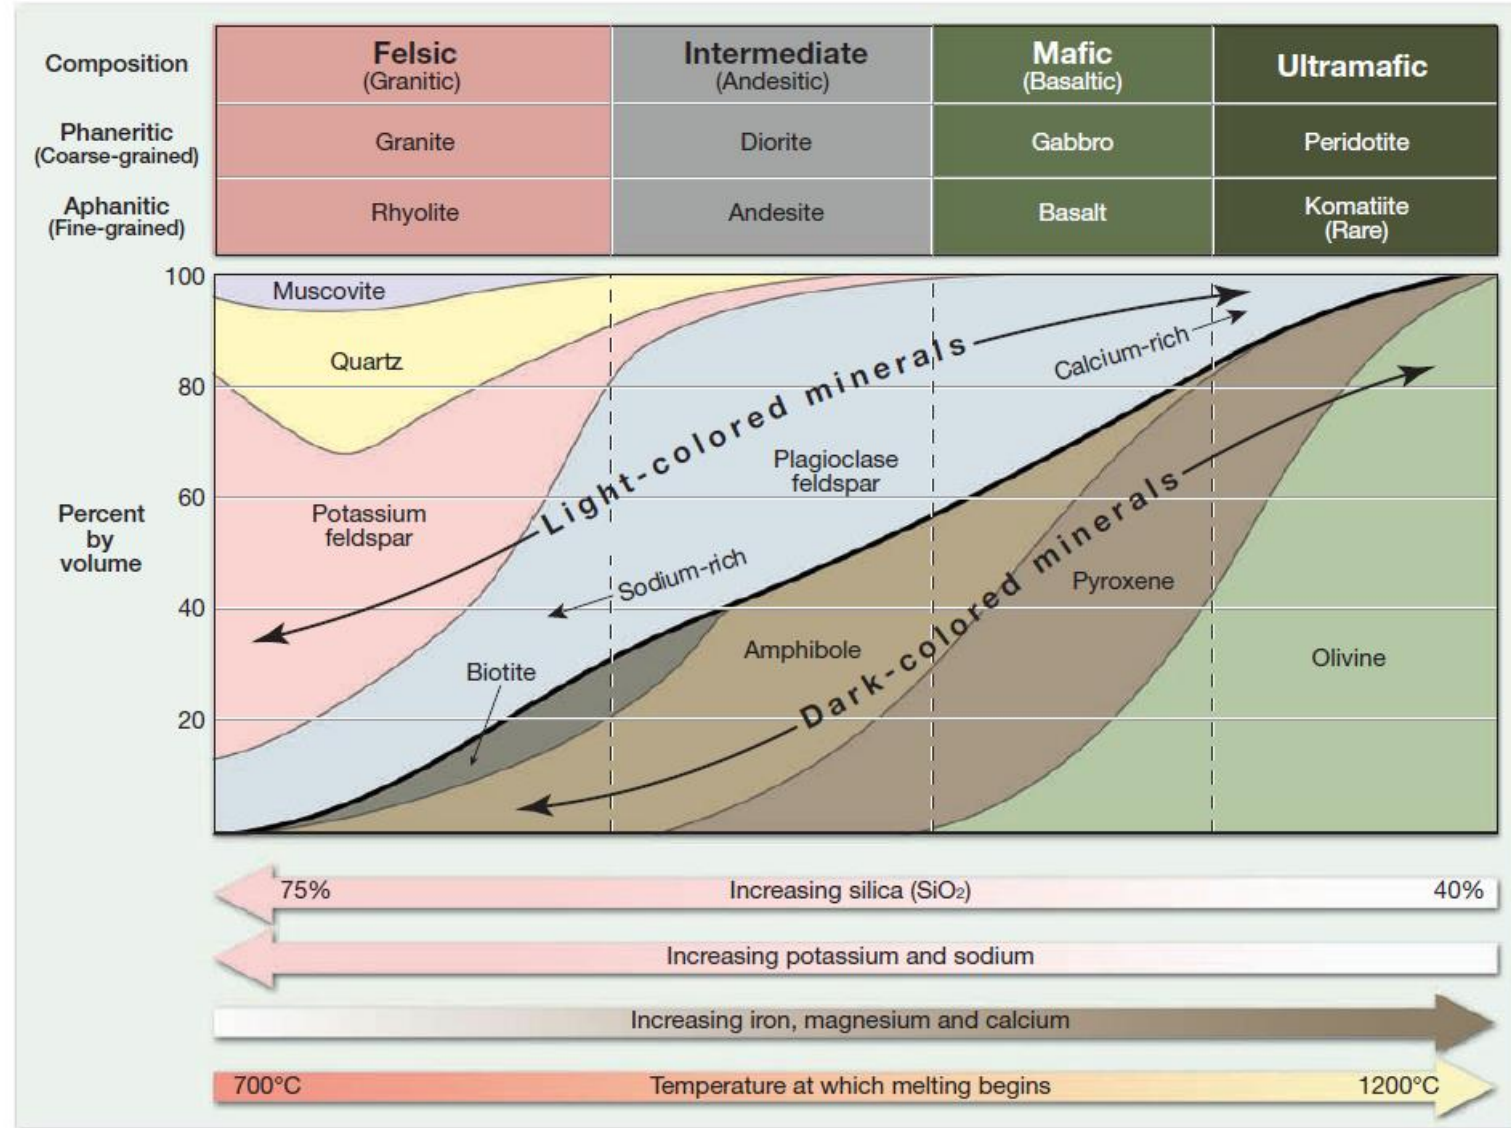 Composition
Felsic
(Granitic)
Intermediate
(Andesitic)
Mafic
(Basaltic)
Ultramafic
Phaneritic
(Coarse-grained)
Granite
Diorite
Gabbro
Peridotite
Aphanitic
(Fine-grained)
Rhyolite
Andesite
Basalt
Komatiite
(Rare)
100
80
60
40
20
Percent
by
volume
Muscovite
Quartz
Potassium
feldspar
Light-colored minerals
Calcium-rich
Plagioclase
feldspar
Sodium-rich
Biotite
Amphibole
Dark-colored minerals
Pyroxene
Olivine
75% Increasing silica (SiO₂) 40%
Increasing potassium and sodium
Increasing iron, magnesium and calcium
700°C Temperature at which melting begins 1200°C